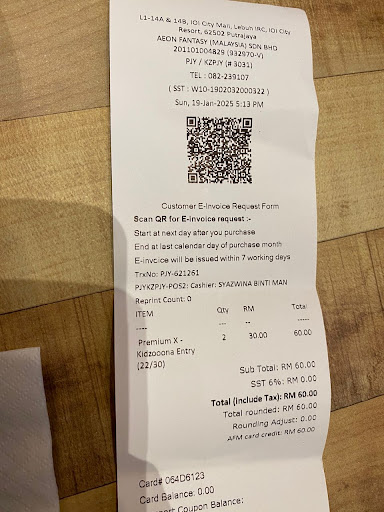 L1-14A & 14B, IOI City Mall, Lebuh IRC, IOI City
Resort, 62502 Putrajaya
AEON FANTASY (MALAYSIA) SDN BHD
201101004829 (932970-V)
PJY / KZPJY (# 3031)
TEL : 082-239107
( SST : W10-1902032000322 )
Sun, 19-Jan-2025 5:13 PM
Customer E-Invoice Request Form
Scan QR for E-invoice request :-
Start at next day after you purchase
End at last calendar day of purchase month
E-invoice will be issued within 7 working days
TrxNo: PJY-621261
PJYKZPJY-POS2: Cashier: SYAZWINA BINTI MAN
Reprint Count: 0
ITEM Qty RM Total
---- --- -- -----
Premium X - 2 30.00 60.00
Kidzooona Entry
(22/30)
Sub Total: RM 60.00
SST 6%: RM 0.00
Total (include Tax): RM 60.00
Total rounded: RM 60.00
Rounding Adjust: 0.00
AFM card credit: RM 60.00
Card# 064D6123
Card Balance: 0.00
Coupon Balance: